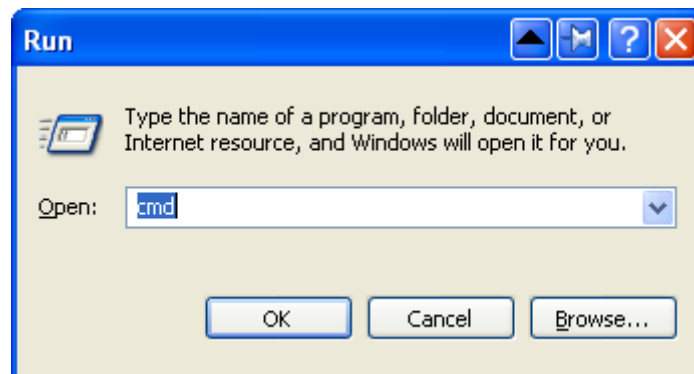 Run
Type the name of a program, folder, document, or
Internet resource, and Windows will open it for you.
Open: cmd
OK Cancel Browse...